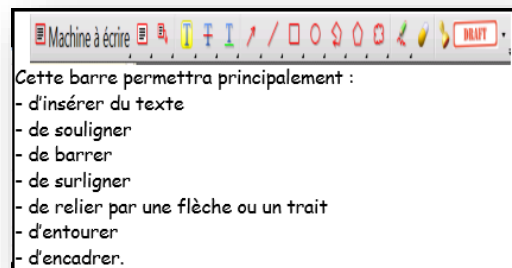 Machine à écrire T T T DRAFT
Cette barre permettra principalement :
- d'insérer du texte
- de souligner
- de barrer
- de surligner
- de relier par une flèche ou un trait
- d'entourer
- d'encadrer.